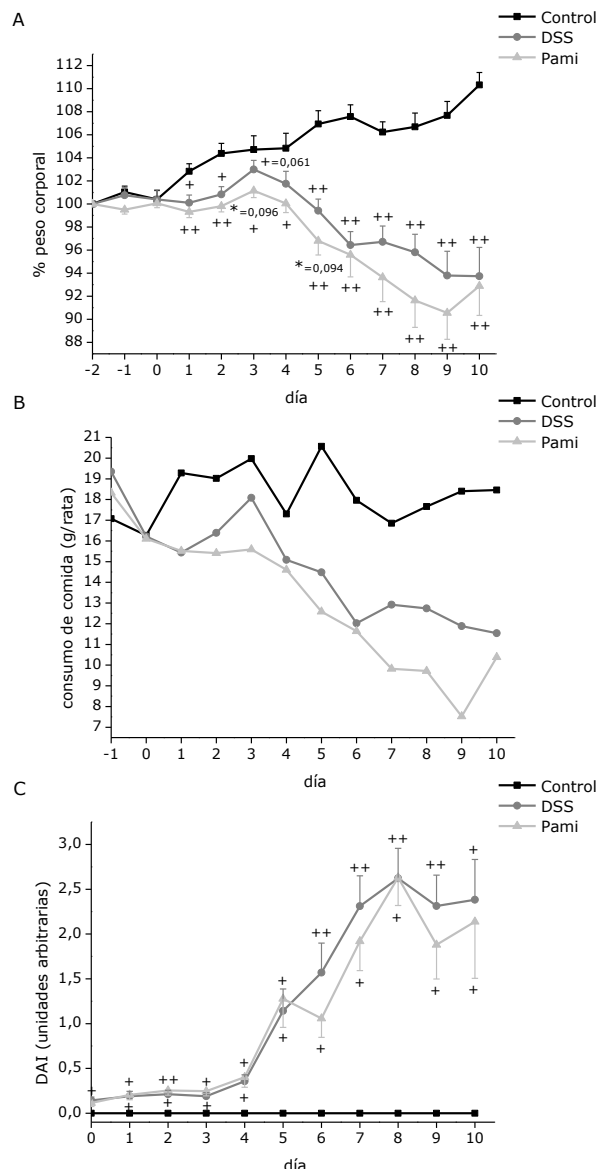 A
Control
DSS
Pami
112
110
108
106
104
102
100
98
96
94
92
90
88
+ + +=0,061
++ ++ ++ ++ ++ ++
*=0,096
++ ++ + +
*=0,094
++ ++ ++ ++ ++ ++
-2 -1 0 1 2 3 4 5 6 7 8 9 10
% peso corporal
día
B
Control
DSS
Pami
21
20
19
18
17
16
15
14
13
12
11
10
9
8
7
-1 0 1 2 3 4 5 6 7 8 9 10
consumo de comida (g/rata)
día
C
Control
DSS
Pami
3,0
2,5
2,0
1,5
1,0
0,5
0,0
+ + ++ + + + ++ ++ ++ ++ +
+ + + + + + + + + +
0 1 2 3 4 5 6 7 8 9 10
DAI (unidades arbitrarias)
día